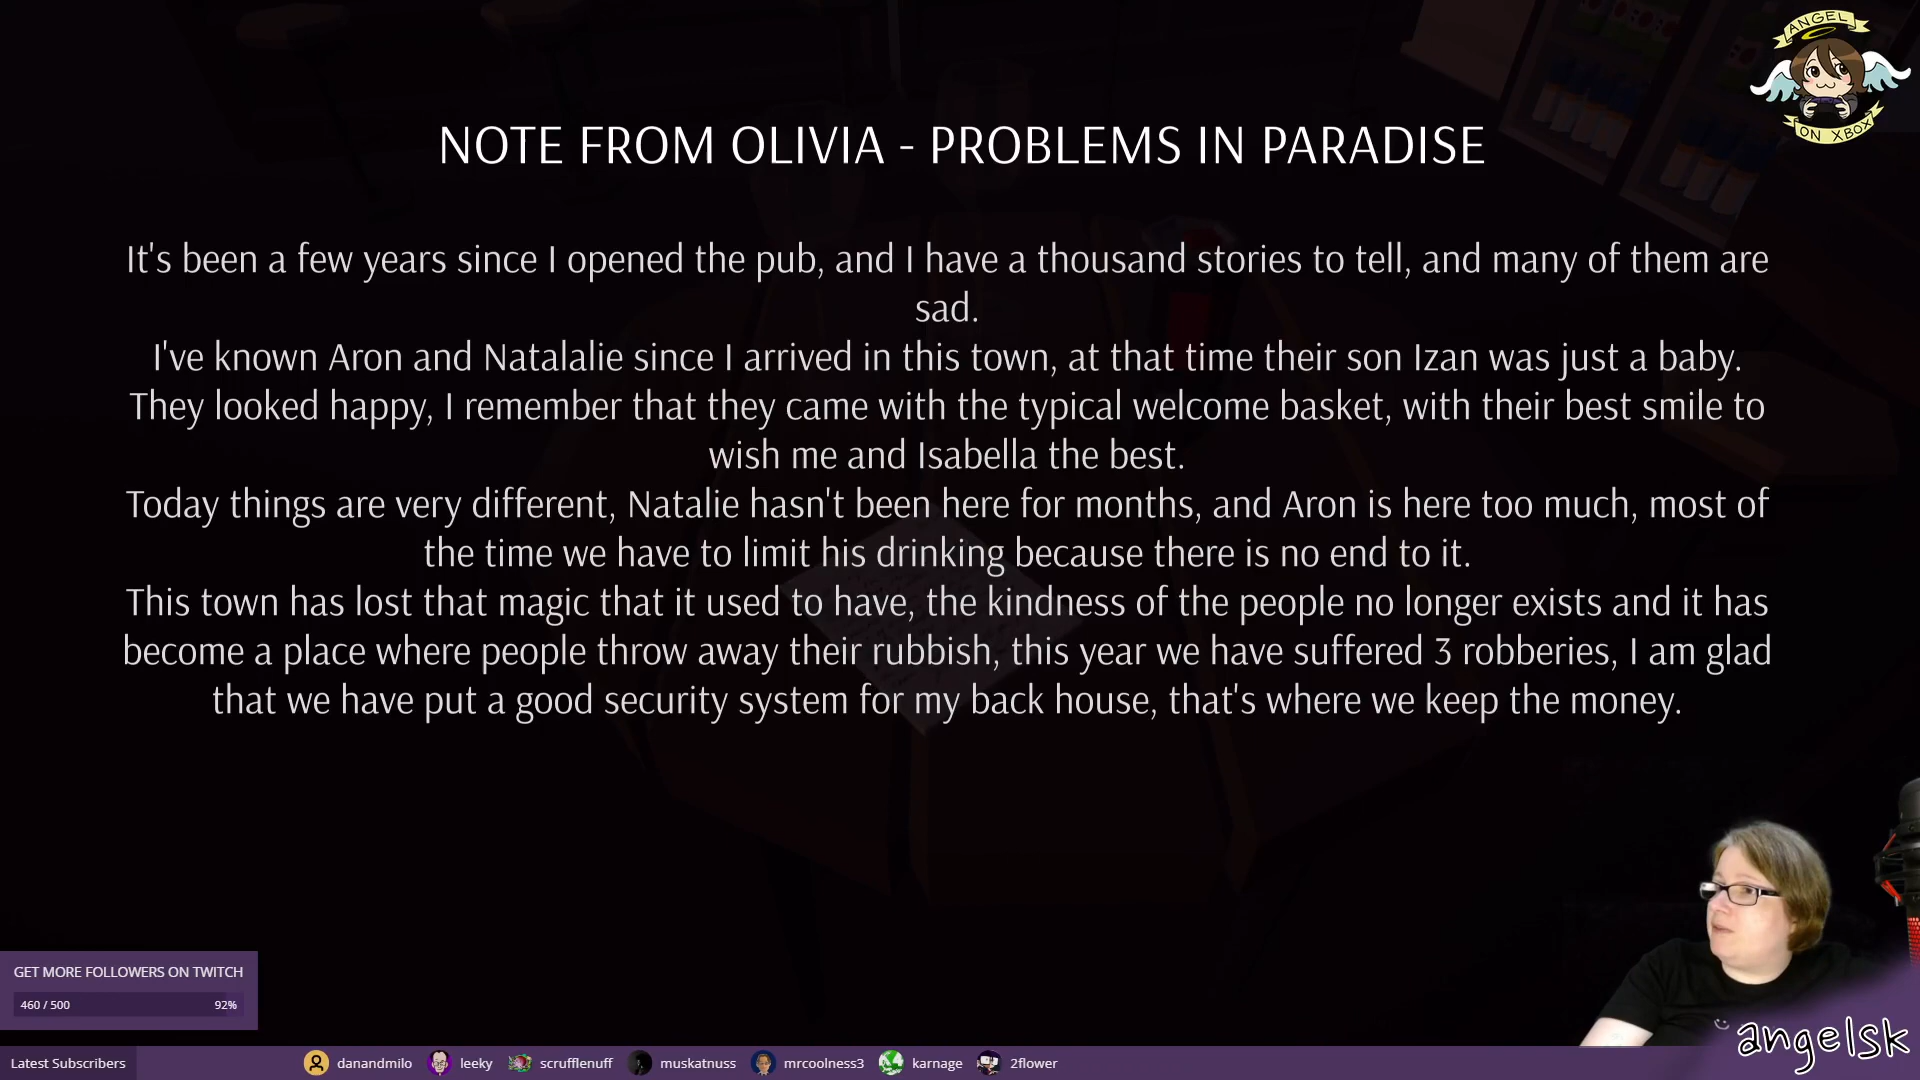 ANGEL
ON XBOX
NOTE FROM OLIVIA - PROBLEMS IN PARADISE
It's been a few years since I opened the pub, and I have a thousand stories to tell, and many of them are
sad.
I've known Aron and Natalalie since I arrived in this town, at that time their son Izan was just a baby.
They looked happy, I remember that they came with the typical welcome basket, with their best smile to
wish me and Isabella the best.
Today things are very different, Natalie hasn't been here for months, and Aron is here too much, most of
the time we have to limit his drinking because there is no end to it.
This town has lost that magic that it used to have, the kindness of the people no longer exists and it has
become a place where people throw away their rubbish, this year we have suffered 3 robberies, I am glad
that we have put a good security system for my back house, that's where we keep the money.
GET MORE FOLLOWERS ON TWITCH
460 / 500 92%
angelsk
Latest Subscribers danandmilo leeky scrufflenuff muskatnuss mrcoolness3 karnage 2flower